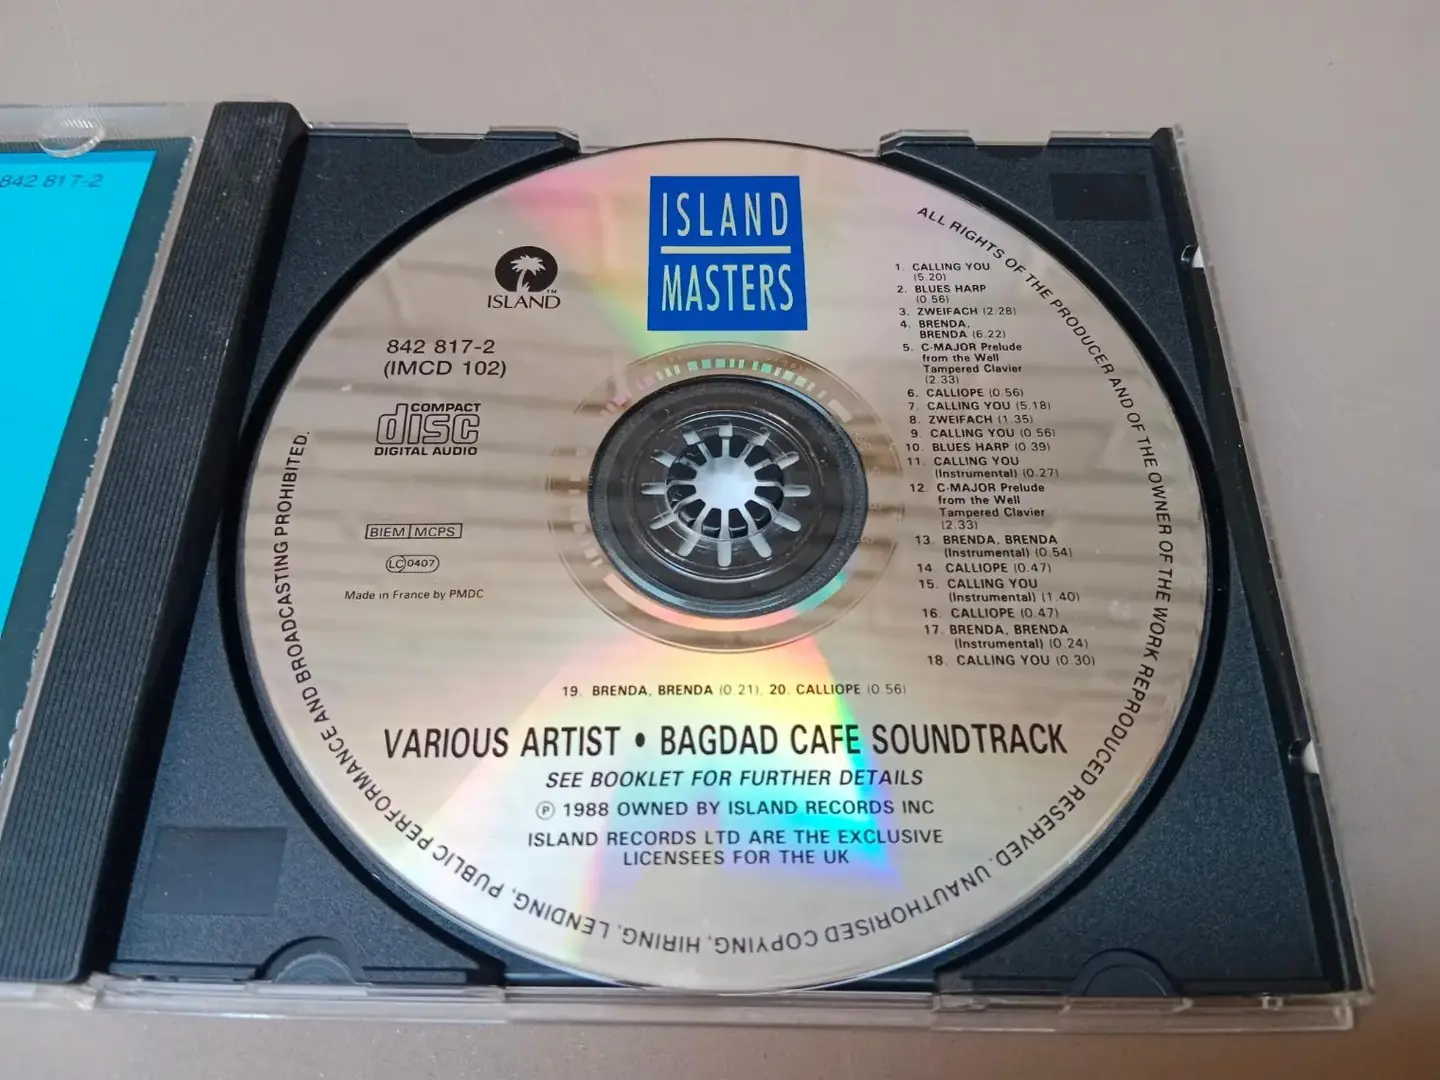 842 817-2
ISLAND
MASTERS
ISLAND™
842 817-2
(IMCD 102)
COMPACT
disc
DIGITAL AUDIO
BIEM MCPS
LC 0407
Made in France by PMDC
1. CALLING YOU
(5.20)
2. BLUES HARP
(0.56)
3. ZWEIFACH (2.28)
4. BRENDA,
BRENDA (6.22)
5. C-MAJOR Prelude
from the Well
Tampered Clavier
(2.33)
6. CALLIOPE (0.56)
7. CALLING YOU (5.18)
8. ZWEIFACH (1.35)
9. CALLING YOU (0.56)
10. BLUES HARP (0.39)
11. CALLING YOU
(Instrumental) (0.27)
12. C-MAJOR Prelude
from the Well
Tampered Clavier
(2.33)
13. BRENDA, BRENDA
(Instrumental) (0.54)
14. CALLIOPE (0.47)
15. CALLING YOU
(Instrumental) (1.40)
16. CALLIOPE (0.47)
17. BRENDA, BRENDA
(Instrumental) (0.24)
18. CALLING YOU (0.30)
19. BRENDA, BRENDA (0.21), 20. CALLIOPE (0.56)
VARIOUS ARTIST • BAGDAD CAFE SOUNDTRACK
SEE BOOKLET FOR FURTHER DETAILS
℗ 1988 OWNED BY ISLAND RECORDS INC
ISLAND RECORDS LTD ARE THE EXCLUSIVE
LICENSEES FOR THE UK
ALL RIGHTS OF THE PRODUCER AND OF THE OWNER OF THE WORK REPRODUCED RESERVED. UNAUTHORISED COPYING, HIRING, LENDING, PUBLIC PERFORMANCE AND BROADCASTING PROHIBITED.